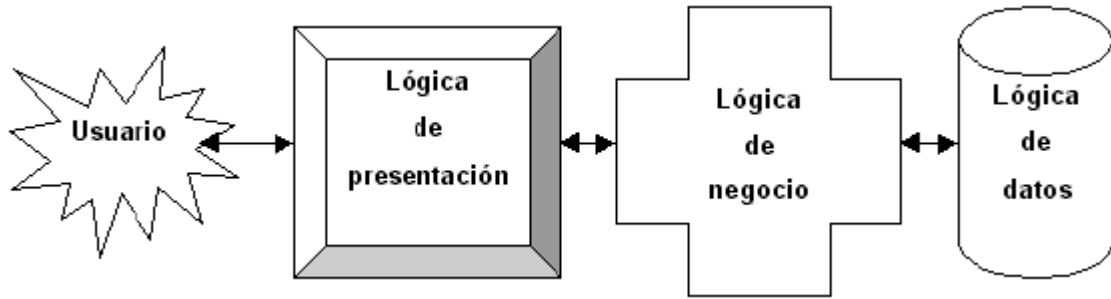 Usuario
Lógica
de
presentación
Lógica
de
negocio
Lógica
de
datos